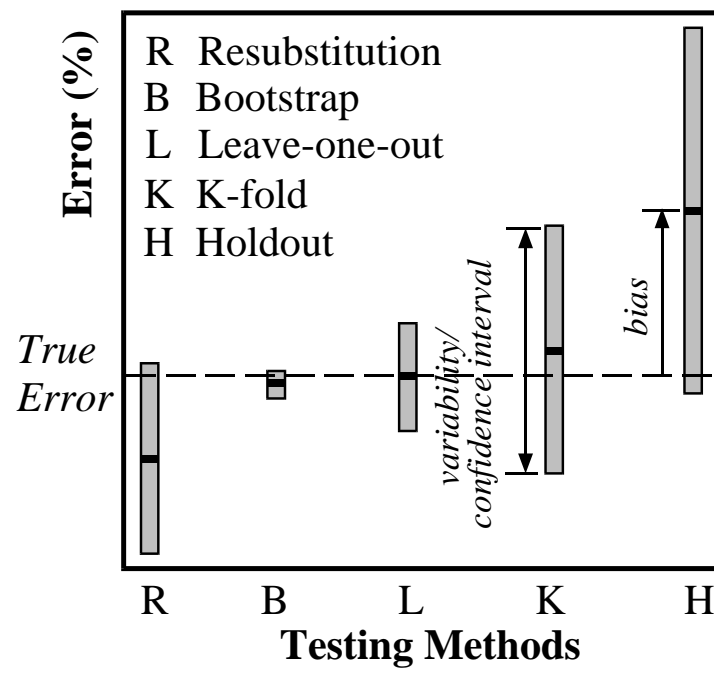 Error (%)
R Resubstitution
B Bootstrap
L Leave-one-out
K K-fold
H Holdout
True
Error
variability/
confidence interval
bias
R B L K H
Testing Methods